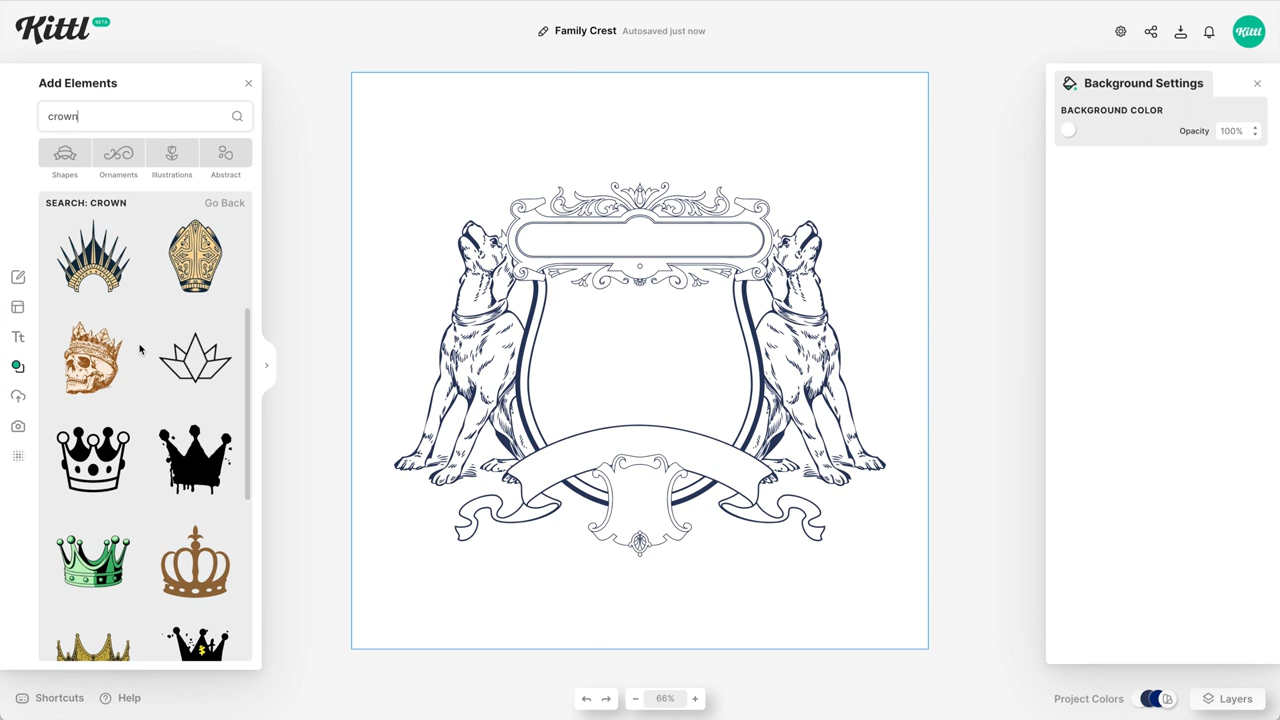 Kittl BETA
Family Crest Autosaved just now
Kittl
Add Elements
crown
Shapes Ornaments Illustrations Abstract
SEARCH: CROWN Go Back
Background Settings
BACKGROUND COLOR
Opacity 100%
Shortcuts Help
66%
Project Colors Layers
Tt